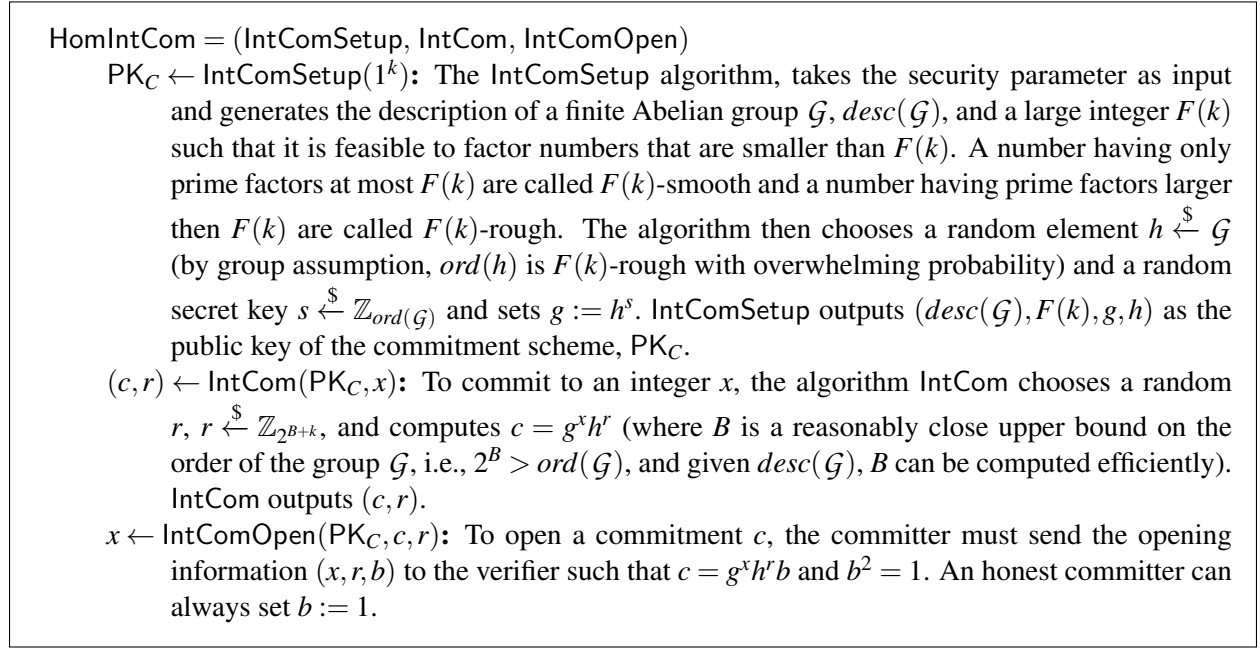 HomIntCom = (IntComSetup, IntCom, IntComOpen)
PK_C ← IntComSetup(1^k): The IntComSetup algorithm, takes the security parameter as input
and generates the description of a finite Abelian group 𝒢, desc(𝒢), and a large integer F(k)
such that it is feasible to factor numbers that are smaller than F(k). A number having only
prime factors at most F(k) are called F(k)-smooth and a number having prime factors larger
then F(k) are called F(k)-rough. The algorithm then chooses a random element h ←$ 𝒢
(by group assumption, ord(h) is F(k)-rough with overwhelming probability) and a random
secret key s ←$ ℤ_{ord(𝒢)} and sets g := h^s. IntComSetup outputs (desc(𝒢), F(k), g, h) as the
public key of the commitment scheme, PK_C.
(c, r) ← IntCom(PK_C, x): To commit to an integer x, the algorithm IntCom chooses a random
r, r ←$ ℤ_{2^{B+k}}, and computes c = g^x h^r (where B is a reasonably close upper bound on the
order of the group 𝒢, i.e., 2^B > ord(𝒢), and given desc(𝒢), B can be computed efficiently).
IntCom outputs (c, r).
x ← IntComOpen(PK_C, c, r): To open a commitment c, the committer must send the opening
information (x, r, b) to the verifier such that c = g^x h^r b and b^2 = 1. An honest committer can
always set b := 1.